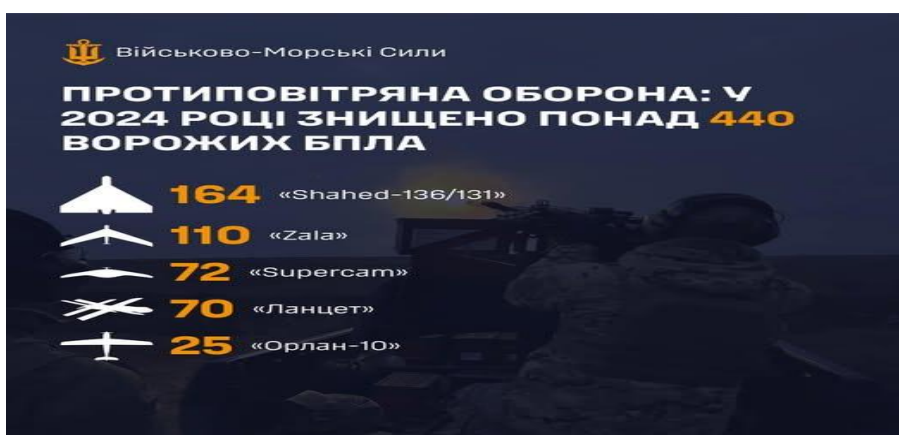 Військово-Морські Сили
ПРОТИПОВІТРЯНА ОБОРОНА: У
2024 РОЦІ ЗНИЩЕНО ПОНАД 440
ВОРОЖИХ БПЛА
164 «Shahed-136/131»
110 «Zala»
72 «Supercam»
70 «Ланцет»
25 «Орлан-10»